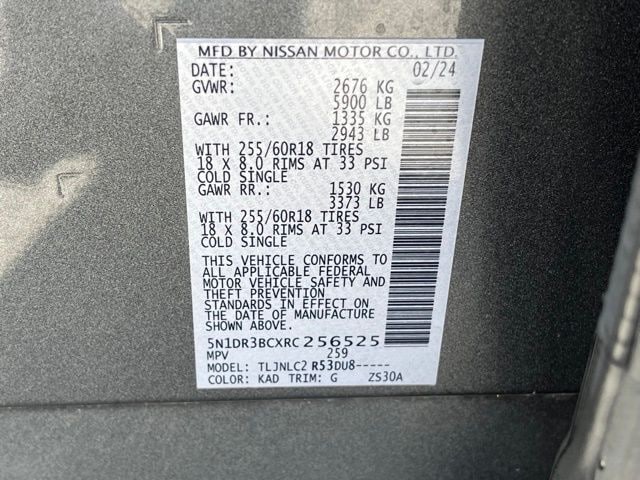 MFD BY NISSAN MOTOR CO., LTD.
DATE: 02/24
GVWR: 2676 KG
5900 LB
GAWR FR.: 1335 KG
2943 LB
WITH 255/60R18 TIRES
18 X 8.0 RIMS AT 33 PSI
COLD SINGLE
GAWR RR.: 1530 KG
3373 LB
WITH 255/60R18 TIRES
18 X 8.0 RIMS AT 33 PSI
COLD SINGLE
THIS VEHICLE CONFORMS TO
ALL APPLICABLE FEDERAL
MOTOR VEHICLE SAFETY AND
THEFT PREVENTION
STANDARDS IN EFFECT ON
THE DATE OF MANUFACTURE
SHOWN ABOVE.
5N1DR3BCXRC256525
MPV 259
MODEL: TLJNLC2 R53DU8-----
COLOR: KAD TRIM: G ZS30A